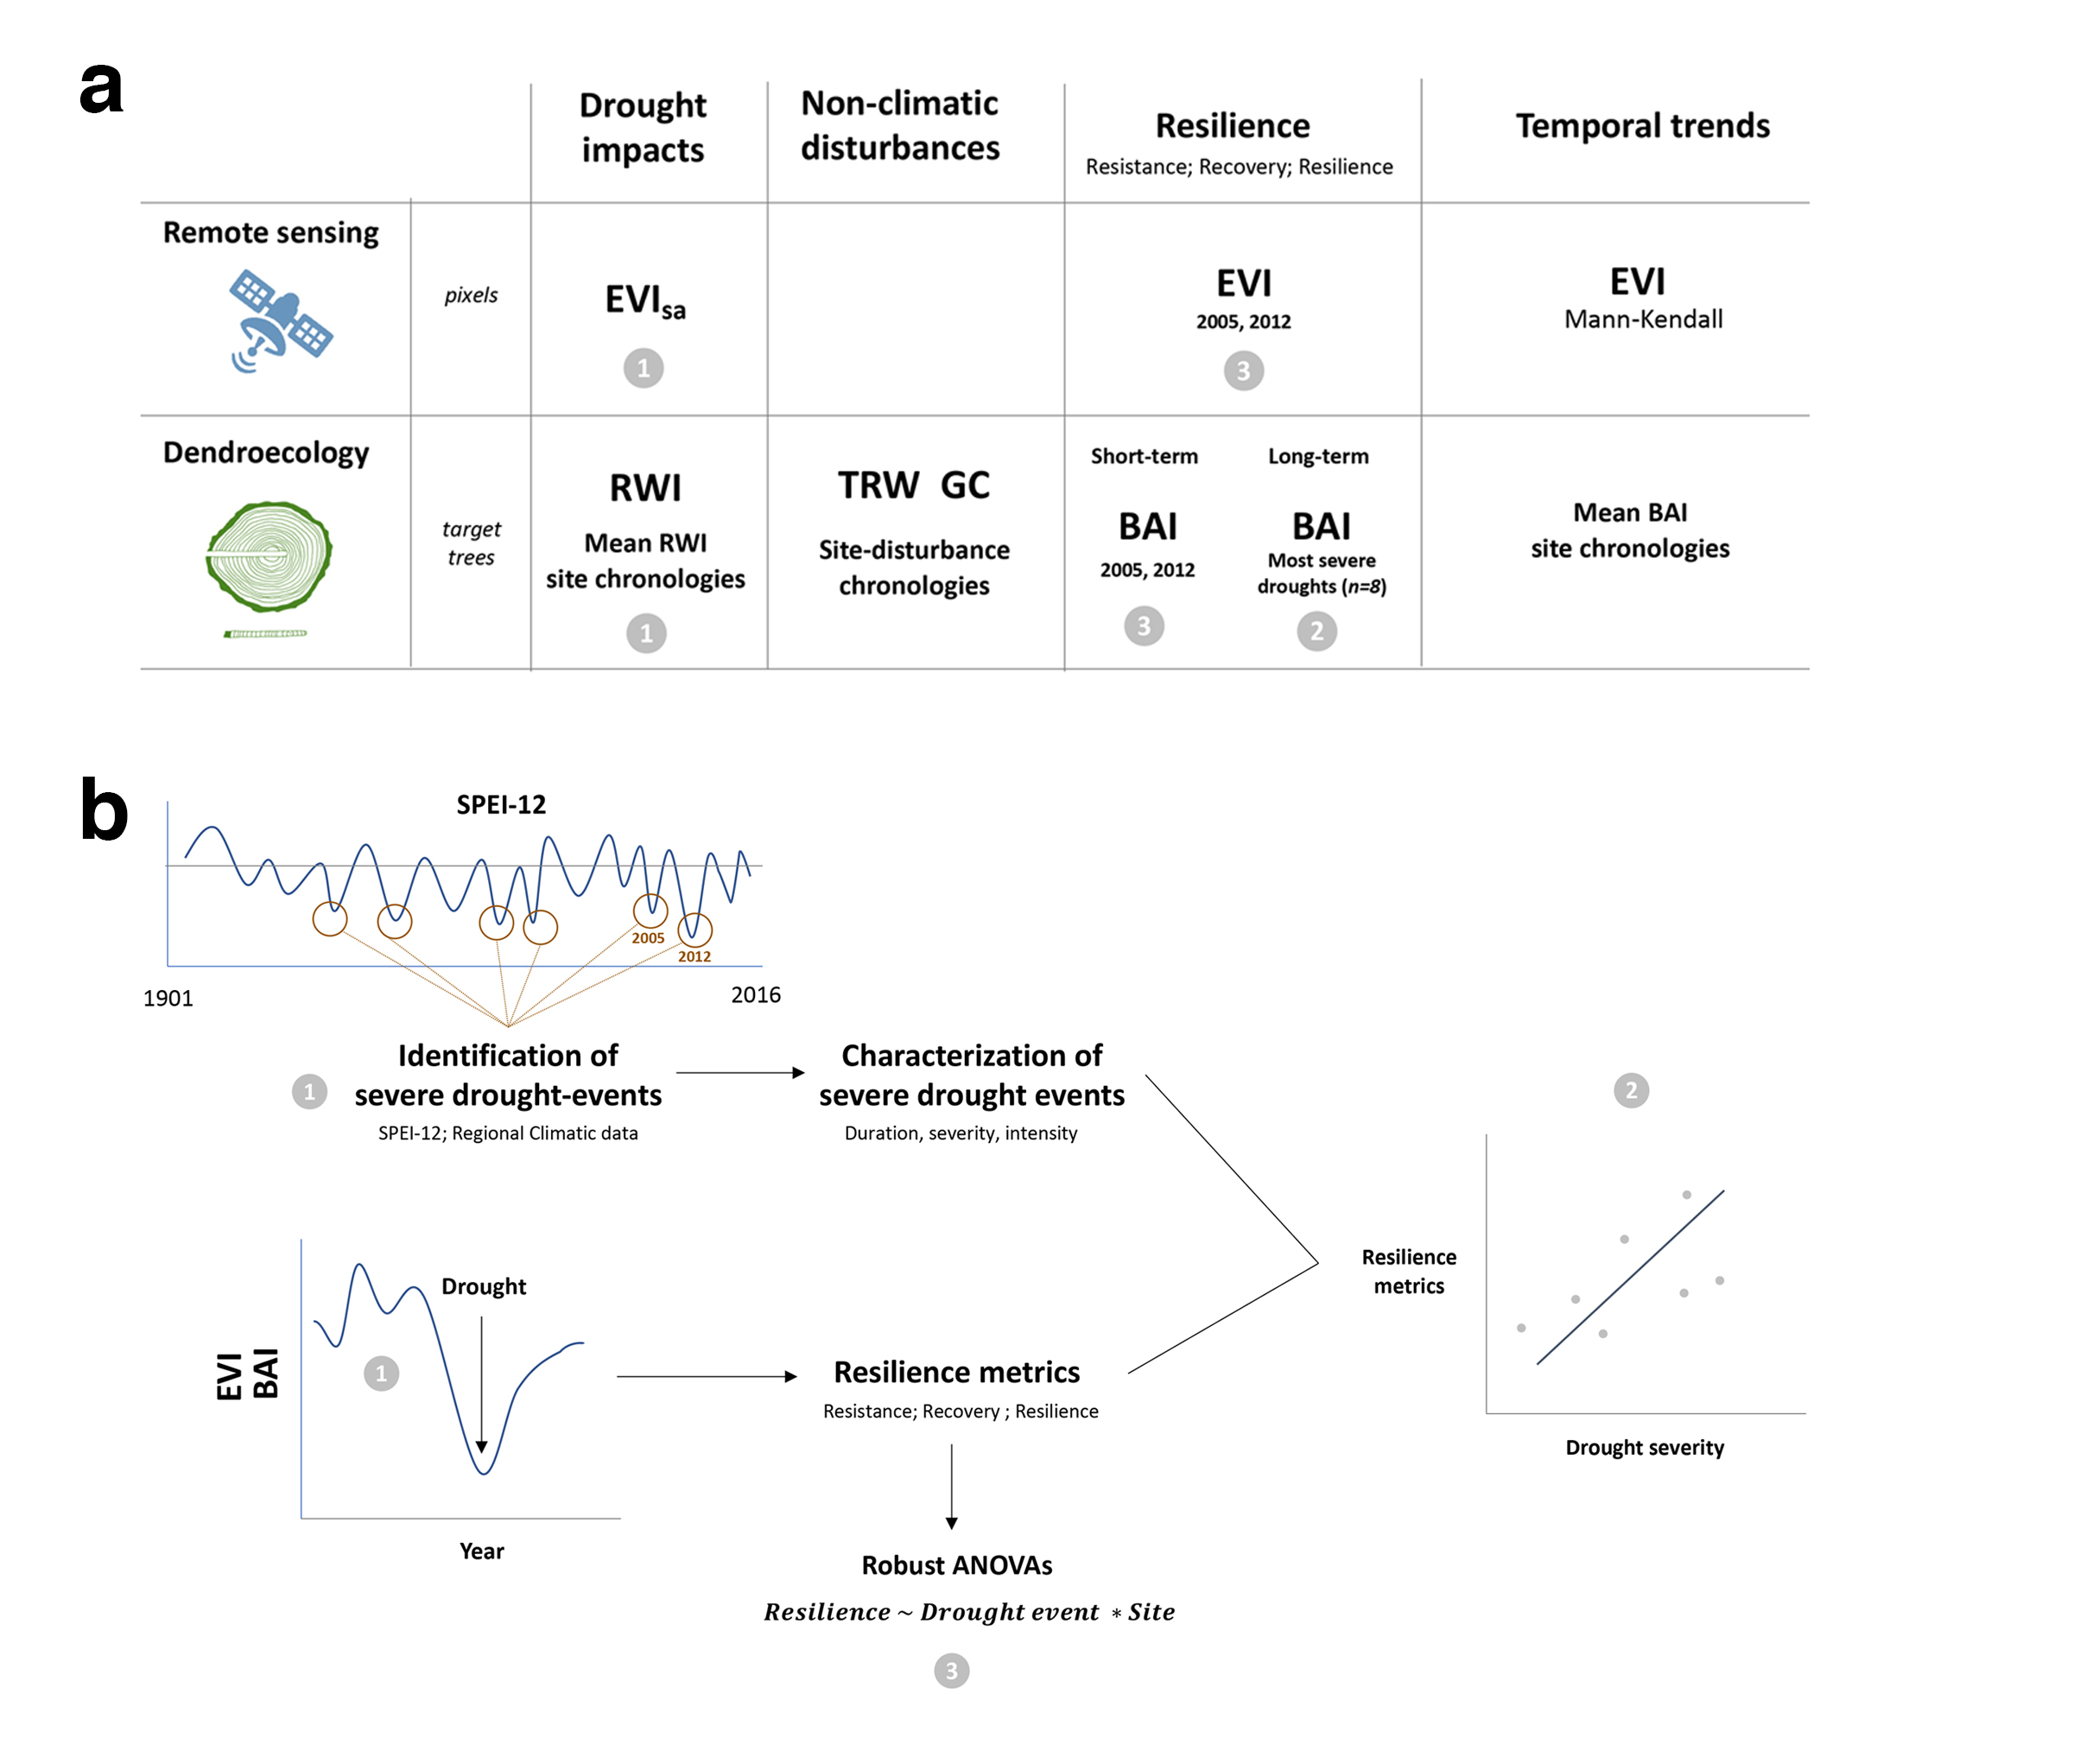 a
Drought
impacts
Non-climatic
disturbances
Resilience
Resistance; Recovery; Resilience
Temporal trends
Remote sensing
pixels
EVIsa
1
EVI
2005, 2012
3
EVI
Mann-Kendall
Dendroecology
target
trees
RWI
Mean RWI
site chronologies
1
TRW GC
Site-disturbance
chronologies
Short-term
BAI
2005, 2012
3
Long-term
BAI
Most severe
droughts (n=8)
2
Mean BAI
site chronologies
b
SPEI-12
2005
2012
1901
2016
1
Identification of
severe drought-events
SPEI-12; Regional Climatic data
Characterization of
severe drought events
Duration, severity, intensity
2
Resilience
metrics
Drought severity
EVI
BAI
Drought
1
Year
Resilience metrics
Resistance; Recovery ; Resilience
Robust ANOVAs
Resilience ~ Drought event * Site
3